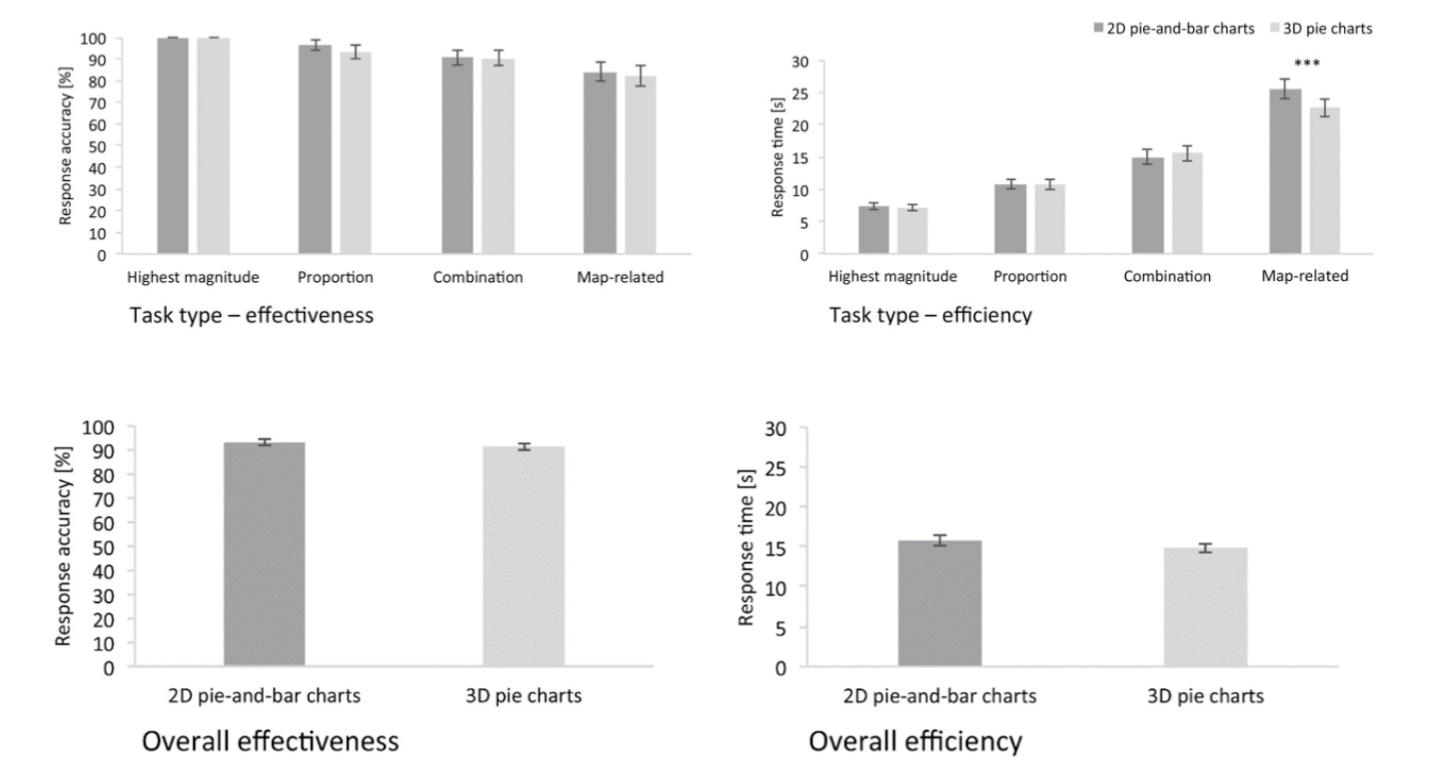 2D pie-and-bar charts 3D pie charts
Response accuracy [%]
100
90
80
70
60
50
40
30
20
10
0
Highest magnitude Proportion Combination Map-related
Task type – effectiveness
Response time [s]
30
25
20
15
10
5
0
***
Highest magnitude Proportion Combination Map-related
Task type – efficiency
Response accuracy [%]
100
90
80
70
60
50
40
30
20
10
0
2D pie-and-bar charts 3D pie charts
Overall effectiveness
Response time [s]
30
25
20
15
10
5
0
2D pie-and-bar charts 3D pie charts
Overall efficiency